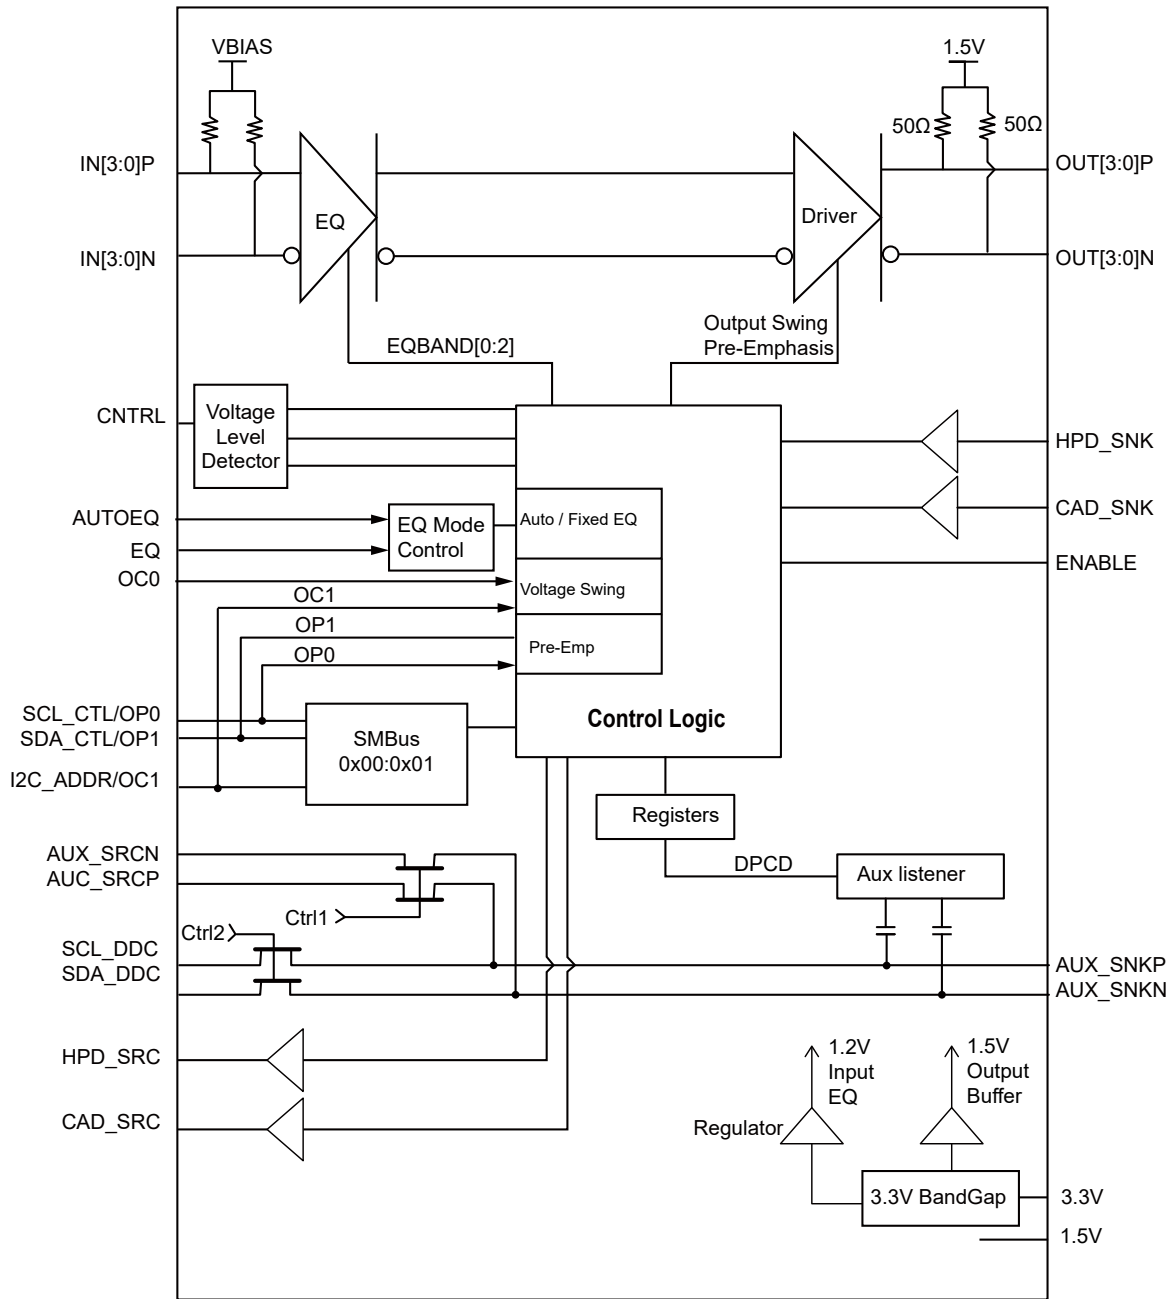 VBIAS
1.5V
50Ω
50Ω
IN[3:0]P
OUT[3:0]P
EQ
Driver
IN[3:0]N
OUT[3:0]N
Output Swing
Pre-Emphasis
EQBAND[0:2]
CNTRL
Voltage
Level
Detector
HPD_SNK
CAD_SNK
ENABLE
AUTOEQ
EQ
EQ Mode
Control
Auto / Fixed EQ
OC0
OC1
Voltage Swing
OP1
Pre-Emp
OP0
Control Logic
SCL_CTL/OP0
SDA_CTL/OP1
I2C_ADDR/OC1
SMBus
0x00:0x01
Registers
AUX_SRCN
AUC_SRCP
DPCD
Aux listener
Ctrl1
Ctrl2
SCL_DDC
SDA_DDC
AUX_SNKP
AUX_SNKN
HPD_SRC
CAD_SRC
1.2V
Input
EQ
1.5V
Output
Buffer
Regulator
3.3V BandGap
3.3V
1.5V